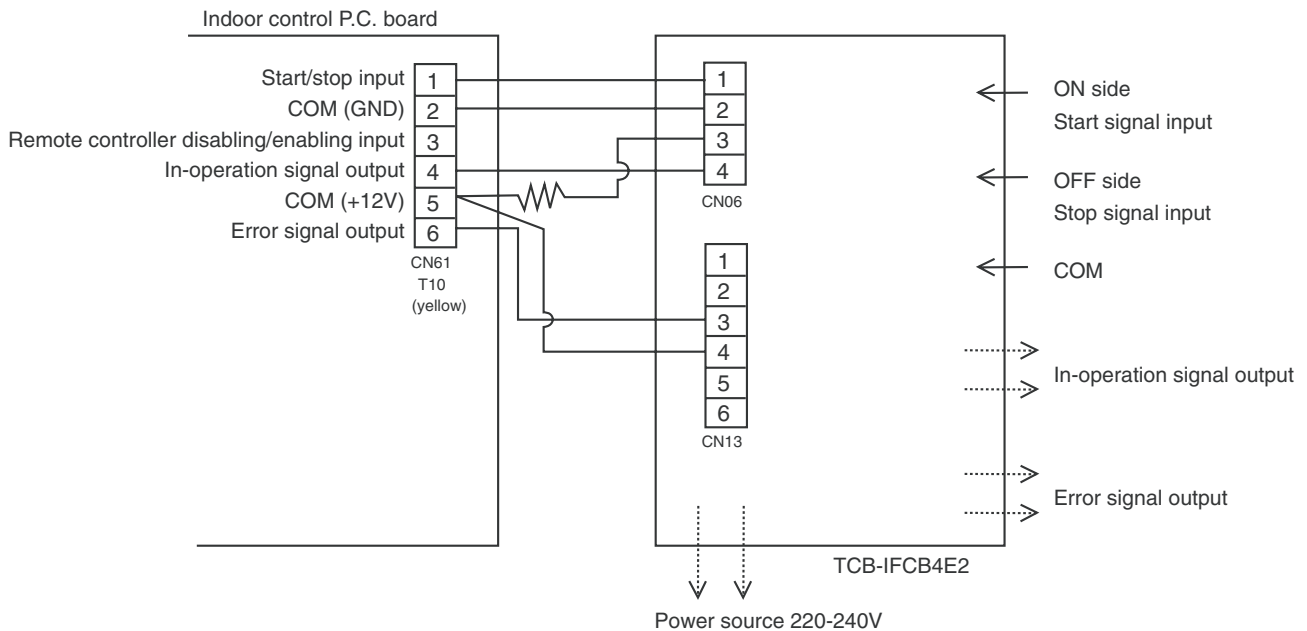 Indoor control P.C. board
Start/stop input 1
COM (GND) 2
Remote controller disabling/enabling input 3
In-operation signal output 4
COM (+12V) 5
Error signal output 6
CN61
T10
(yellow)
1
2
3
4
CN06
1
2
3
4
5
6
CN13
ON side
Start signal input
OFF side
Stop signal input
COM
In-operation signal output
Error signal output
TCB-IFCB4E2
Power source 220-240V